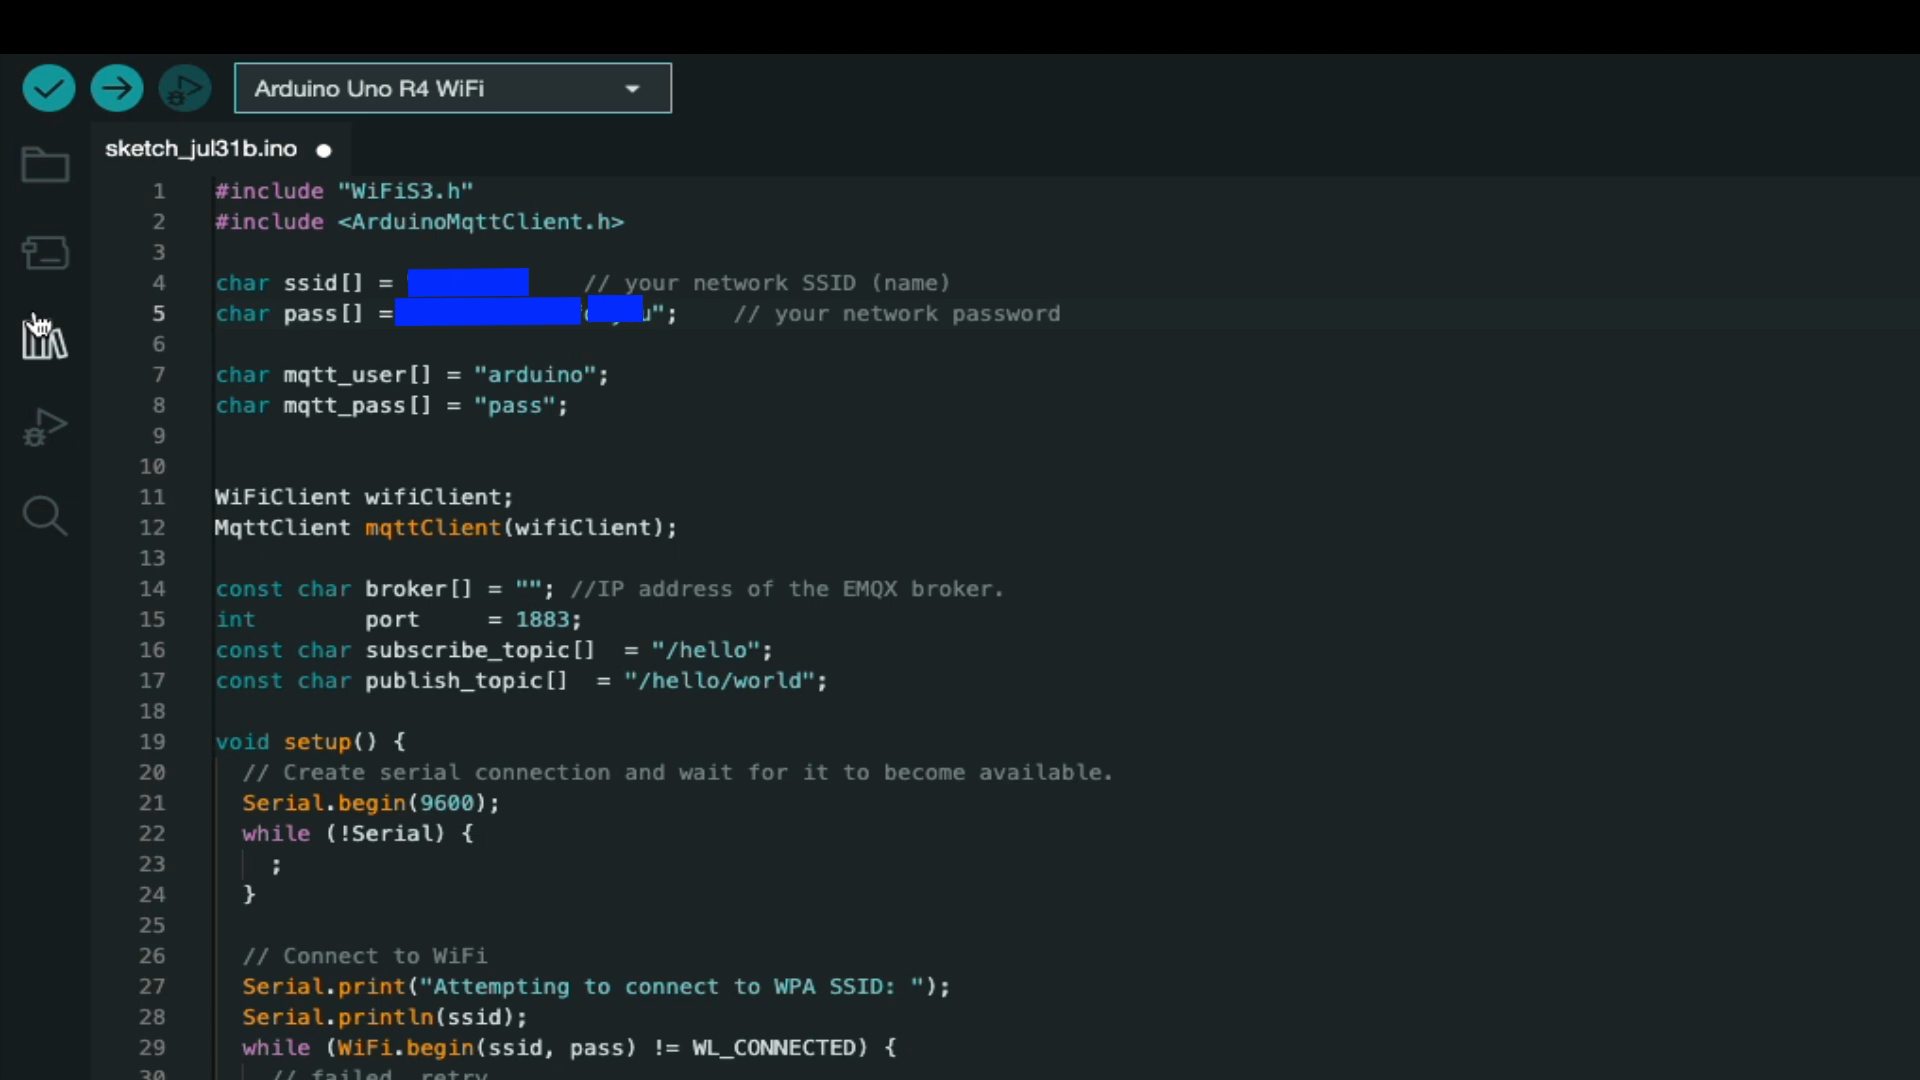 Arduino Uno R4 WiFi
sketch_jul31b.ino
1 #include "WiFiS3.h"
2 #include <ArduinoMqttClient.h>
3
4 char ssid[] = // your network SSID (name)
5 char pass[] = u"; // your network password
6
7 char mqtt_user[] = "arduino";
8 char mqtt_pass[] = "pass";
9
10
11 WiFiClient wifiClient;
12 MqttClient mqttClient(wifiClient);
13
14 const char broker[] = ""; //IP address of the EMQX broker.
15 int port = 1883;
16 const char subscribe_topic[] = "/hello";
17 const char publish_topic[] = "/hello/world";
18
19 void setup() {
20 // Create serial connection and wait for it to become available.
21 Serial.begin(9600);
22 while (!Serial) {
23 ;
24 }
25
26 // Connect to WiFi
27 Serial.print("Attempting to connect to WPA SSID: ");
28 Serial.println(ssid);
29 while (WiFi.begin(ssid, pass) != WL_CONNECTED) {
30 // failed, retry